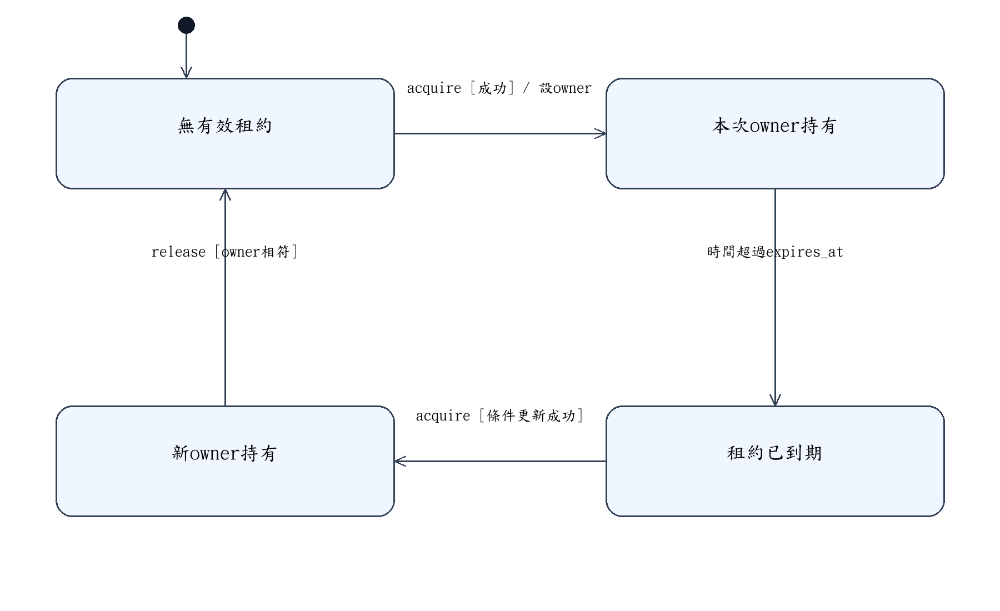 acquire [成功] / 設owner
無有效租約
本次owner持有
release [owner相符]
時間超過expires_at
acquire [條件更新成功]
新owner持有
租約已到期